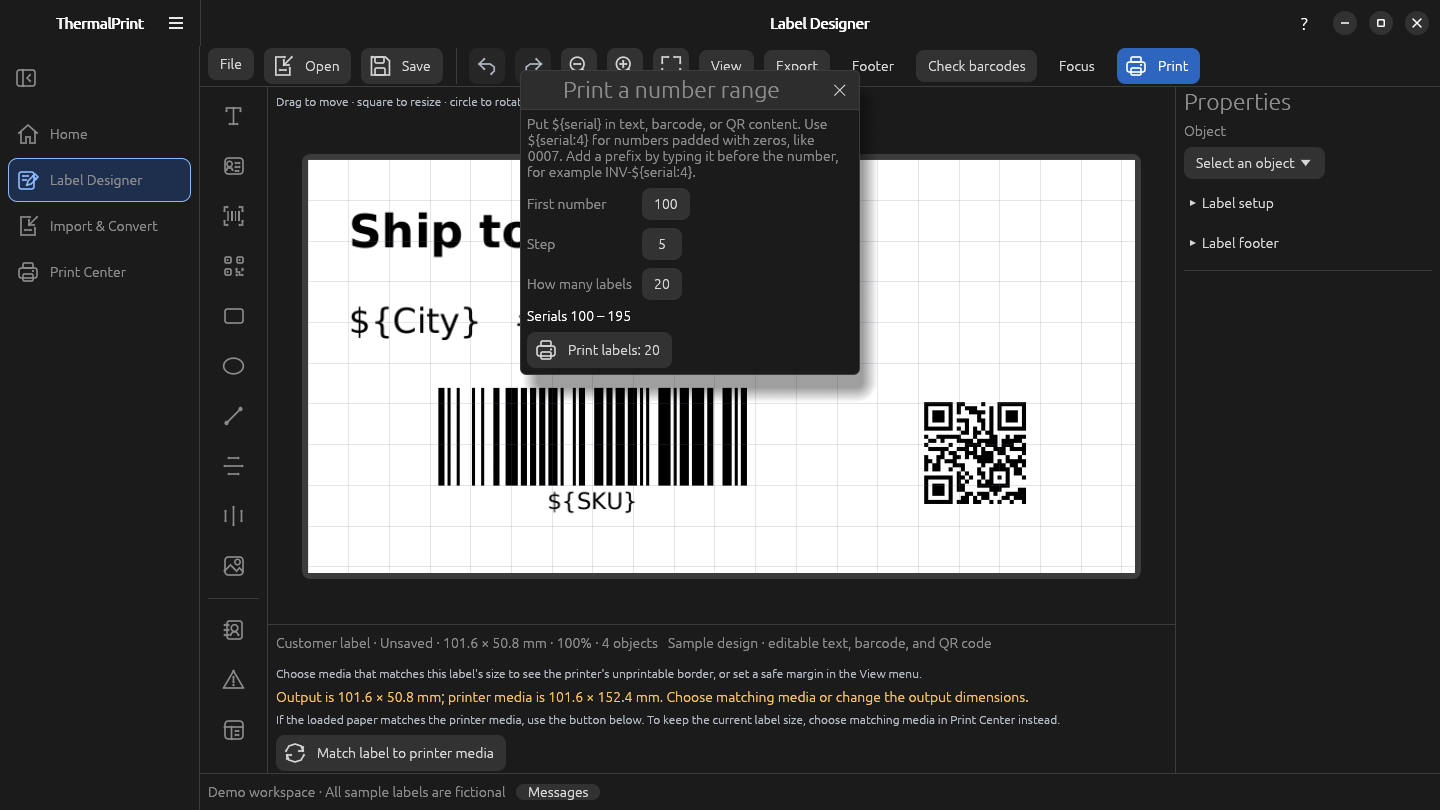 ThermalPrint
Label Designer
?
File
Open
Save
View
Export
Footer
Check barcodes
Focus
Print
Home
Label Designer
Import & Convert
Print Center
Drag to move · square to resize · circle to rotat
Print a number range
Put ${serial} in text, barcode, or QR content. Use
${serial:4} for numbers padded with zeros, like
0007. Add a prefix by typing it before the number,
for example INV-${serial:4}.
First number 100
Step 5
How many labels 20
Serials 100 – 195
Print labels: 20
Ship to
${City}
${SKU}
Properties
Object
Select an object
Label setup
Label footer
Customer label · Unsaved · 101.6 × 50.8 mm · 100% · 4 objects Sample design · editable text, barcode, and QR code
Choose media that matches this label's size to see the printer's unprintable border, or set a safe margin in the View menu.
Output is 101.6 × 50.8 mm; printer media is 101.6 × 152.4 mm. Choose matching media or change the output dimensions.
If the loaded paper matches the printer media, use the button below. To keep the current label size, choose matching media in Print Center instead.
Match label to printer media
Demo workspace · All sample labels are fictional
Messages